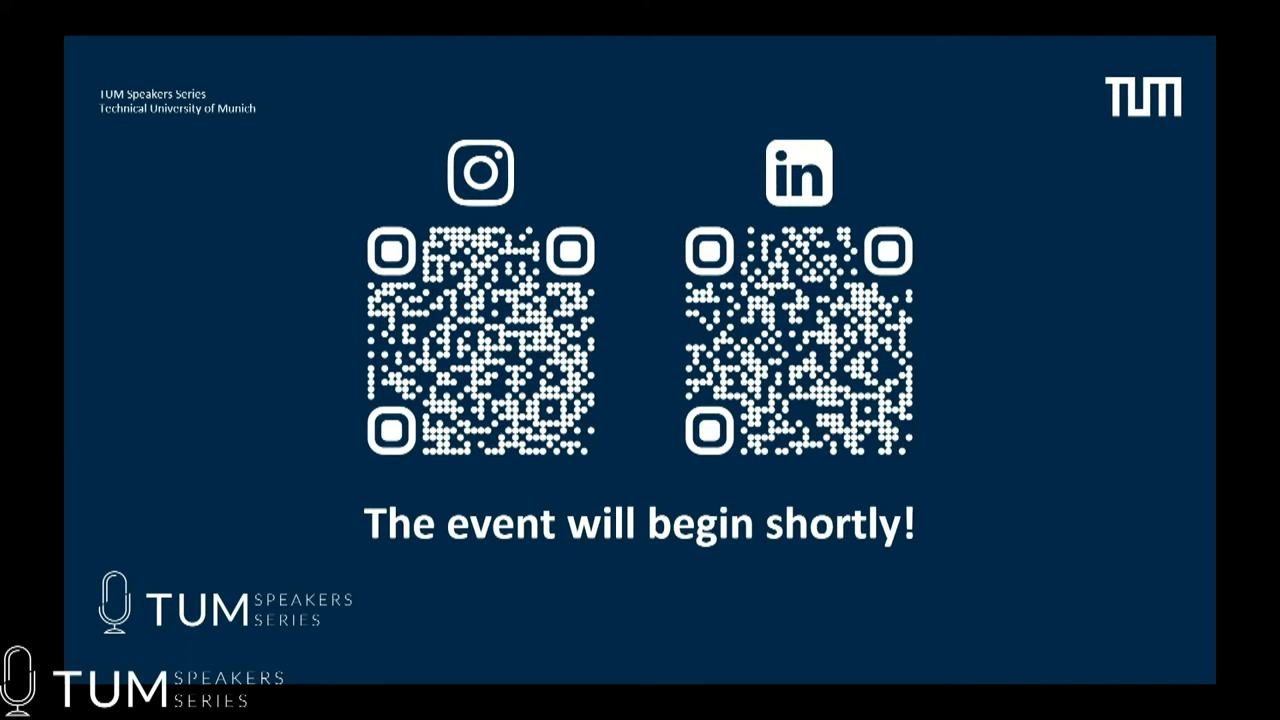 TUM Speakers Series
Technical University of Munich
TUM
in
The event will begin shortly!
TUM SPEAKERS
SERIES
TUM SPEAKERS
SERIES